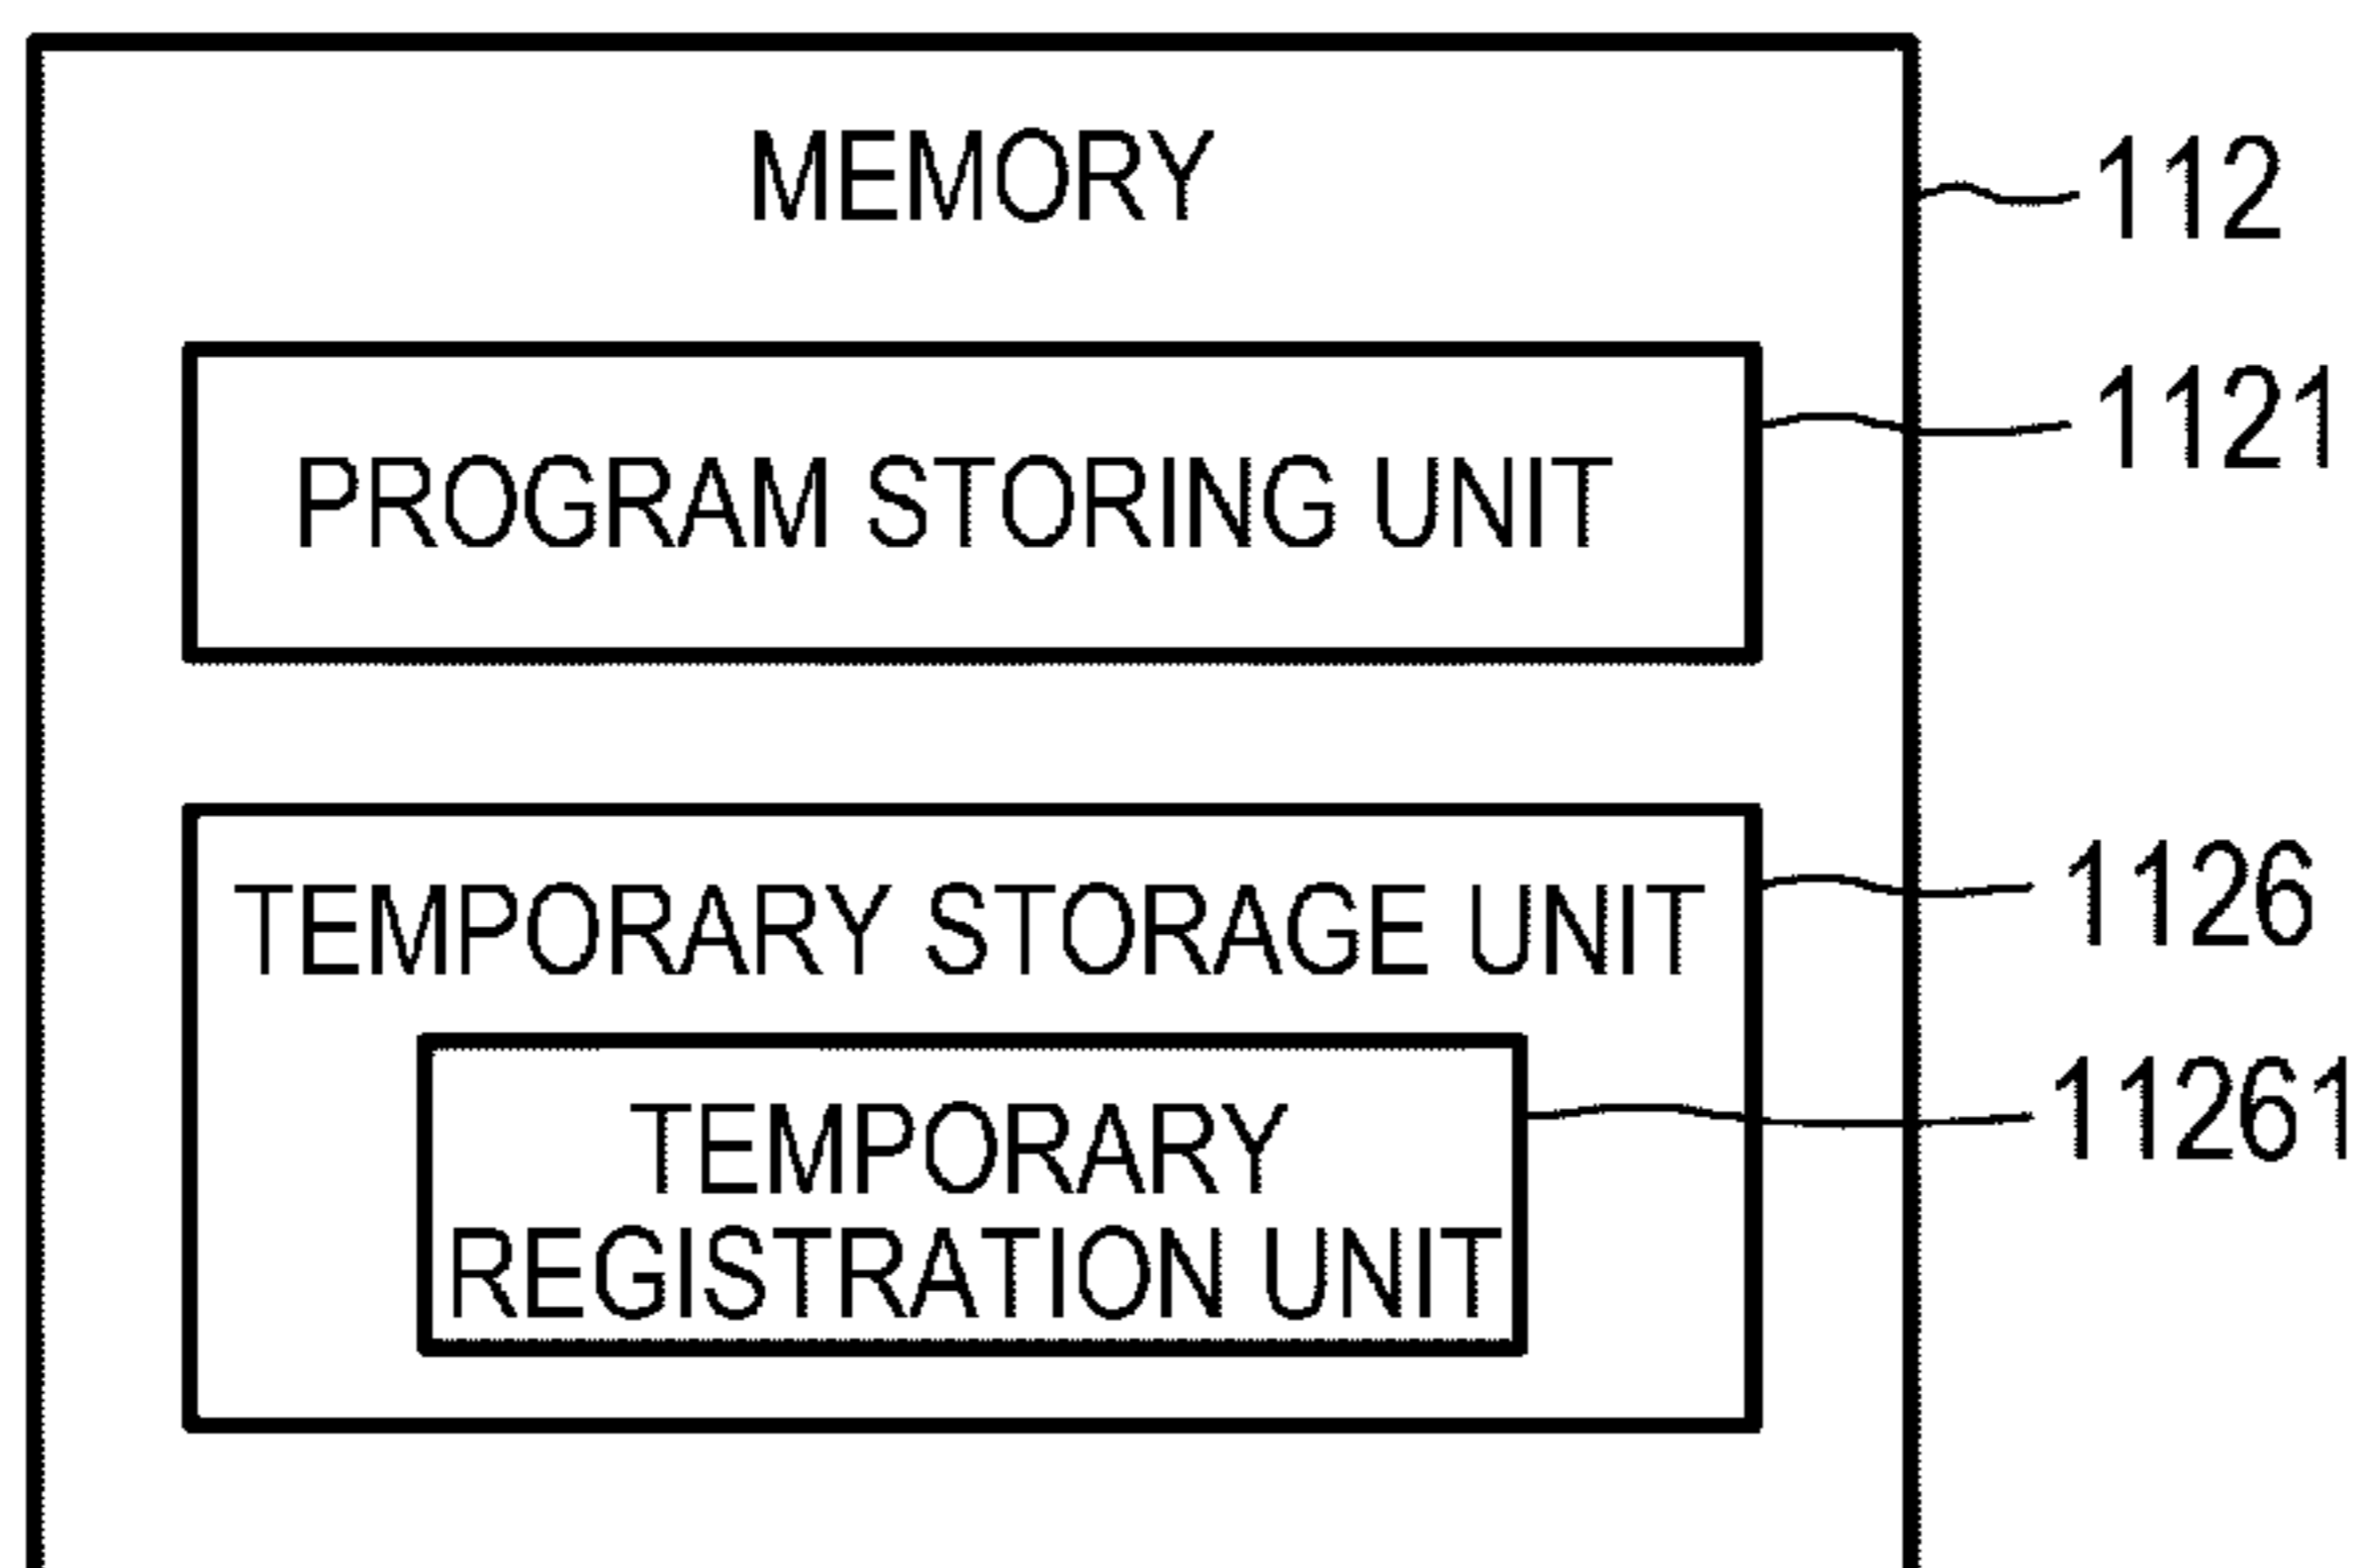 MEMORY
112
PROGRAM STORING UNIT
1121
TEMPORARY STORAGE UNIT
1126
TEMPORARY
REGISTRATION UNIT
11261